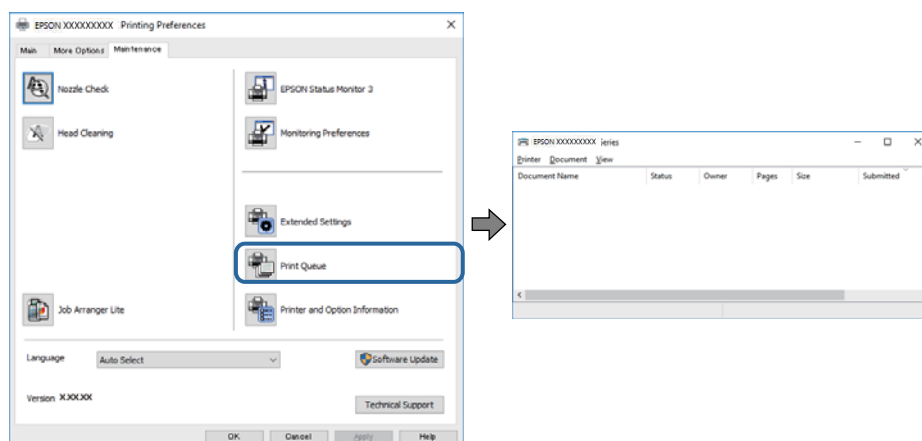 EPSON XXXXXXXXX Printing Preferences
Main More Options Maintenance
Nozzle Check
EPSON Status Monitor 3
Head Cleaning
Monitoring Preferences
Extended Settings
Print Queue
Job Arranger Lite
Printer and Option Information
Language Auto Select
Software Update
Version X.XX.XX
Technical Support
OK Cancel Apply Help
EPSON XXXXXXXXX Series
Printer Document View
Document Name Status Owner Pages Size Submitted